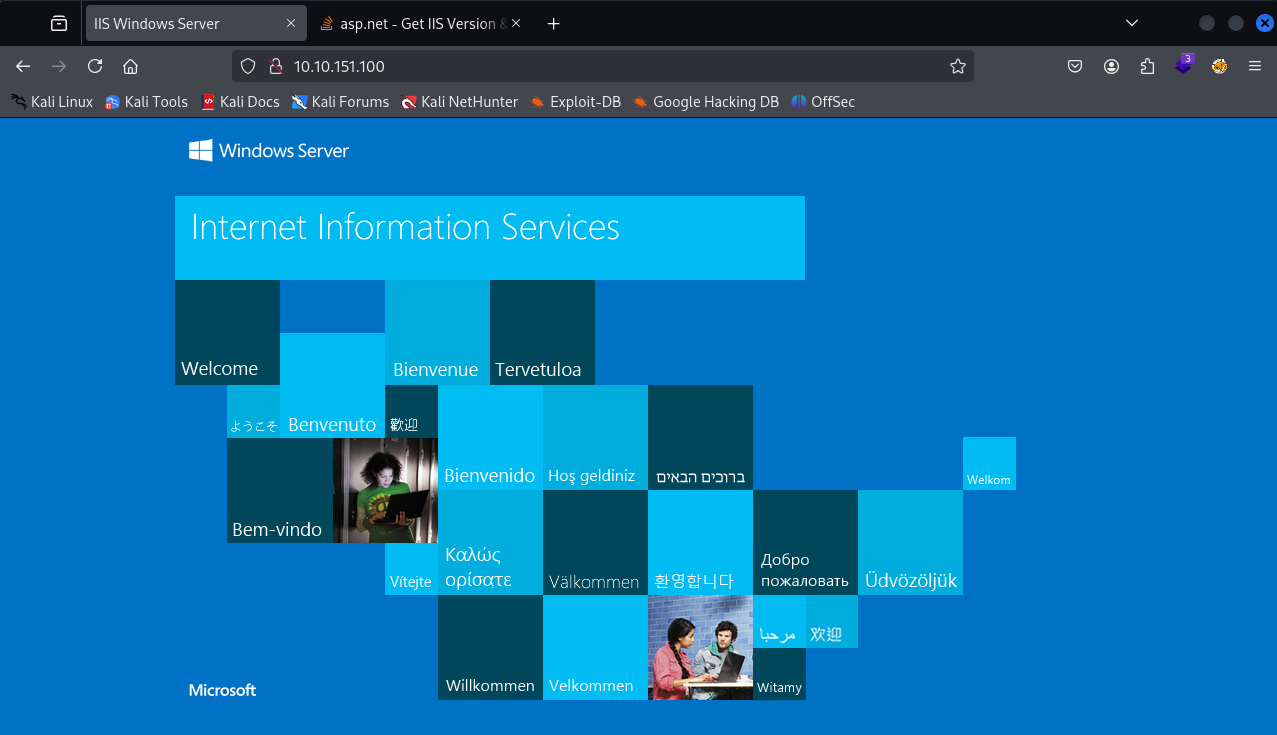 IIS Windows Server
asp.net - Get IIS Version &
10.10.151.100
3
Kali Linux
Kali Tools
Kali Docs
Kali Forums
Kali NetHunter
Exploit-DB
Google Hacking DB
OffSec
Windows Server
Internet Information Services
Welcome
Bienvenue
Tervetuloa
ようこそ
Benvenuto
歡迎
Bienvenido
Hoş geldiniz
ברוכים הבאים
Welkom
Bem-vindo
Vítejte
Καλώς
ορίσατε
Välkommen
환영합니다
Добро
пожаловать
Üdvözöljük
Microsoft
Willkommen
Velkommen
مرحبا
欢迎
Witamy